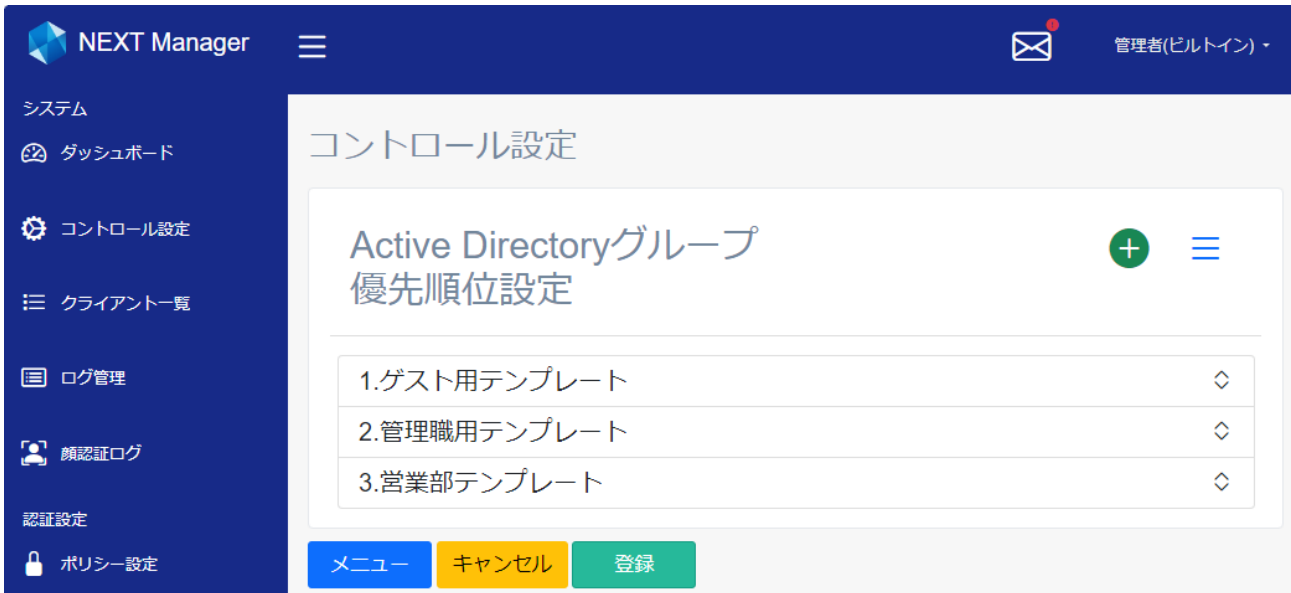 NEXT Manager
管理者(ビルトイン)
システム
ダッシュボード
コントロール設定
クライアント一覧
ログ管理
顔認証ログ
認証設定
ポリシー設定
コントロール設定
Active Directoryグループ
優先順位設定
1.ゲスト用テンプレート
2.管理職用テンプレート
3.営業部テンプレート
メニュー
キャンセル
登録